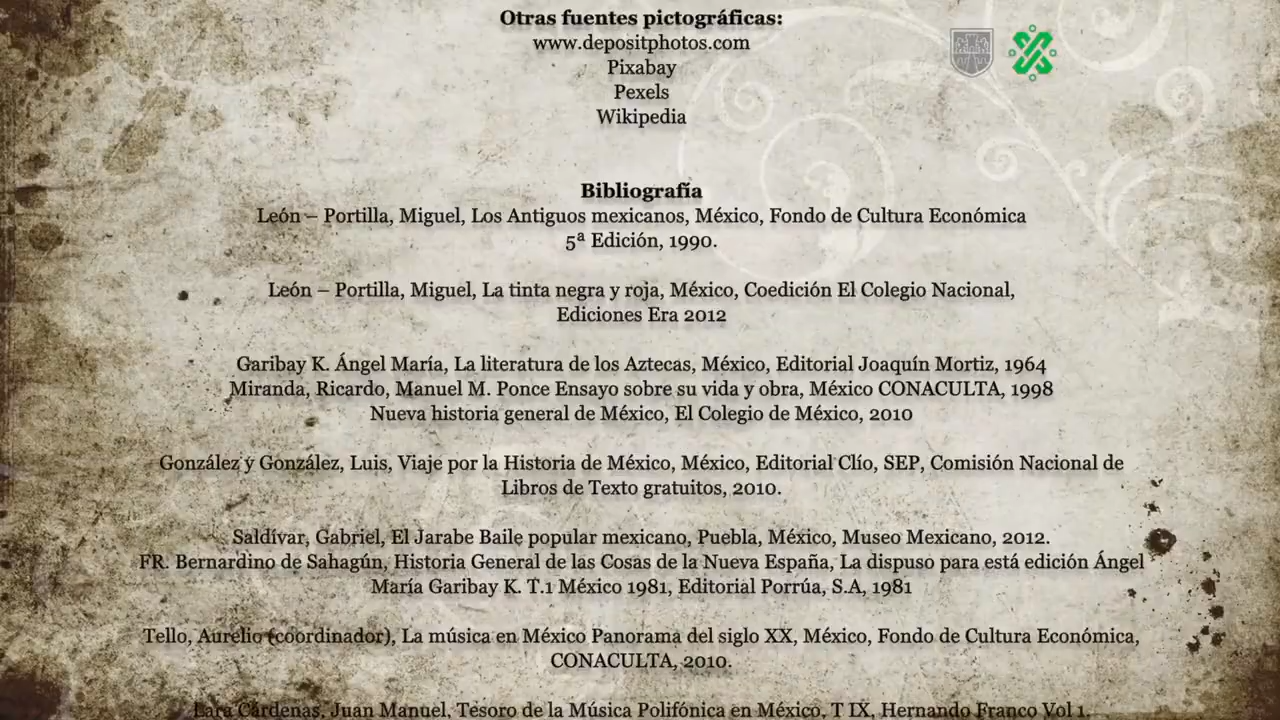 Otras fuentes pictográficas:
www.depositphotos.com
Pixabay
Pexels
Wikipedia
Bibliografía
León – Portilla, Miguel, Los Antiguos mexicanos, México, Fondo de Cultura Económica
5ª Edición, 1990.
León – Portilla, Miguel, La tinta negra y roja, México, Coedición El Colegio Nacional,
Ediciones Era 2012
Garibay K. Ángel María, La literatura de los Aztecas, México, Editorial Joaquín Mortiz, 1964
Miranda, Ricardo, Manuel M. Ponce Ensayo sobre su vida y obra, México CONACULTA, 1998
Nueva historia general de México, El Colegio de México, 2010
González y González, Luis, Viaje por la Historia de México, México, Editorial Clío, SEP, Comisión Nacional de
Libros de Texto gratuitos, 2010.
Saldívar, Gabriel, El Jarabe Baile popular mexicano, Puebla, México, Museo Mexicano, 2012.
FR. Bernardino de Sahagún, Historia General de las Cosas de la Nueva España, La dispuso para está edición Ángel
María Garibay K. T.1 México 1981, Editorial Porrúa, S.A, 1981
Tello, Aurelio (coordinador), La música en México Panorama del siglo XX, México, Fondo de Cultura Económica,
CONACULTA, 2010.
Lara Cárdenas, Juan Manuel, Tesoro de la Música Polifónica en México, T IX, Hernando Franco Vol 1.